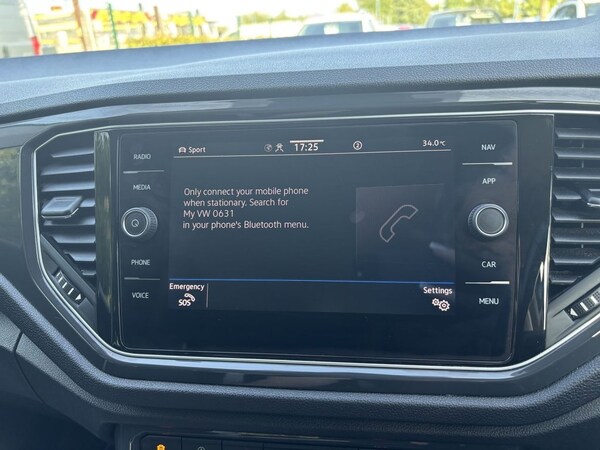 RADIO
MEDIA
PHONE
VOICE
Sport
17:25
2
34.0°C
Only connect your mobile phone
when stationary. Search for
My VW 0631
in your phone's Bluetooth menu.
Emergency
SOS
Settings
NAV
APP
CAR
MENU